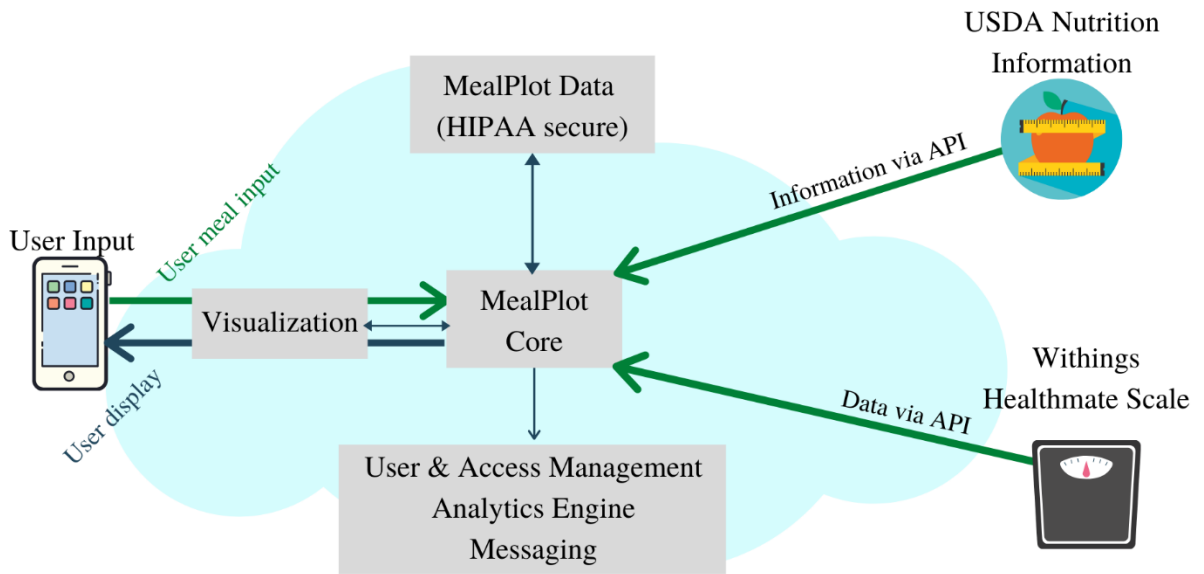 USDA Nutrition
Information
MealPlot Data
(HIPAA secure)
Information via API
User meal input
User Input
MealPlot
Core
Visualization
User display
Withings
Healthmate Scale
Data via API
User & Access Management
Analytics Engine
Messaging